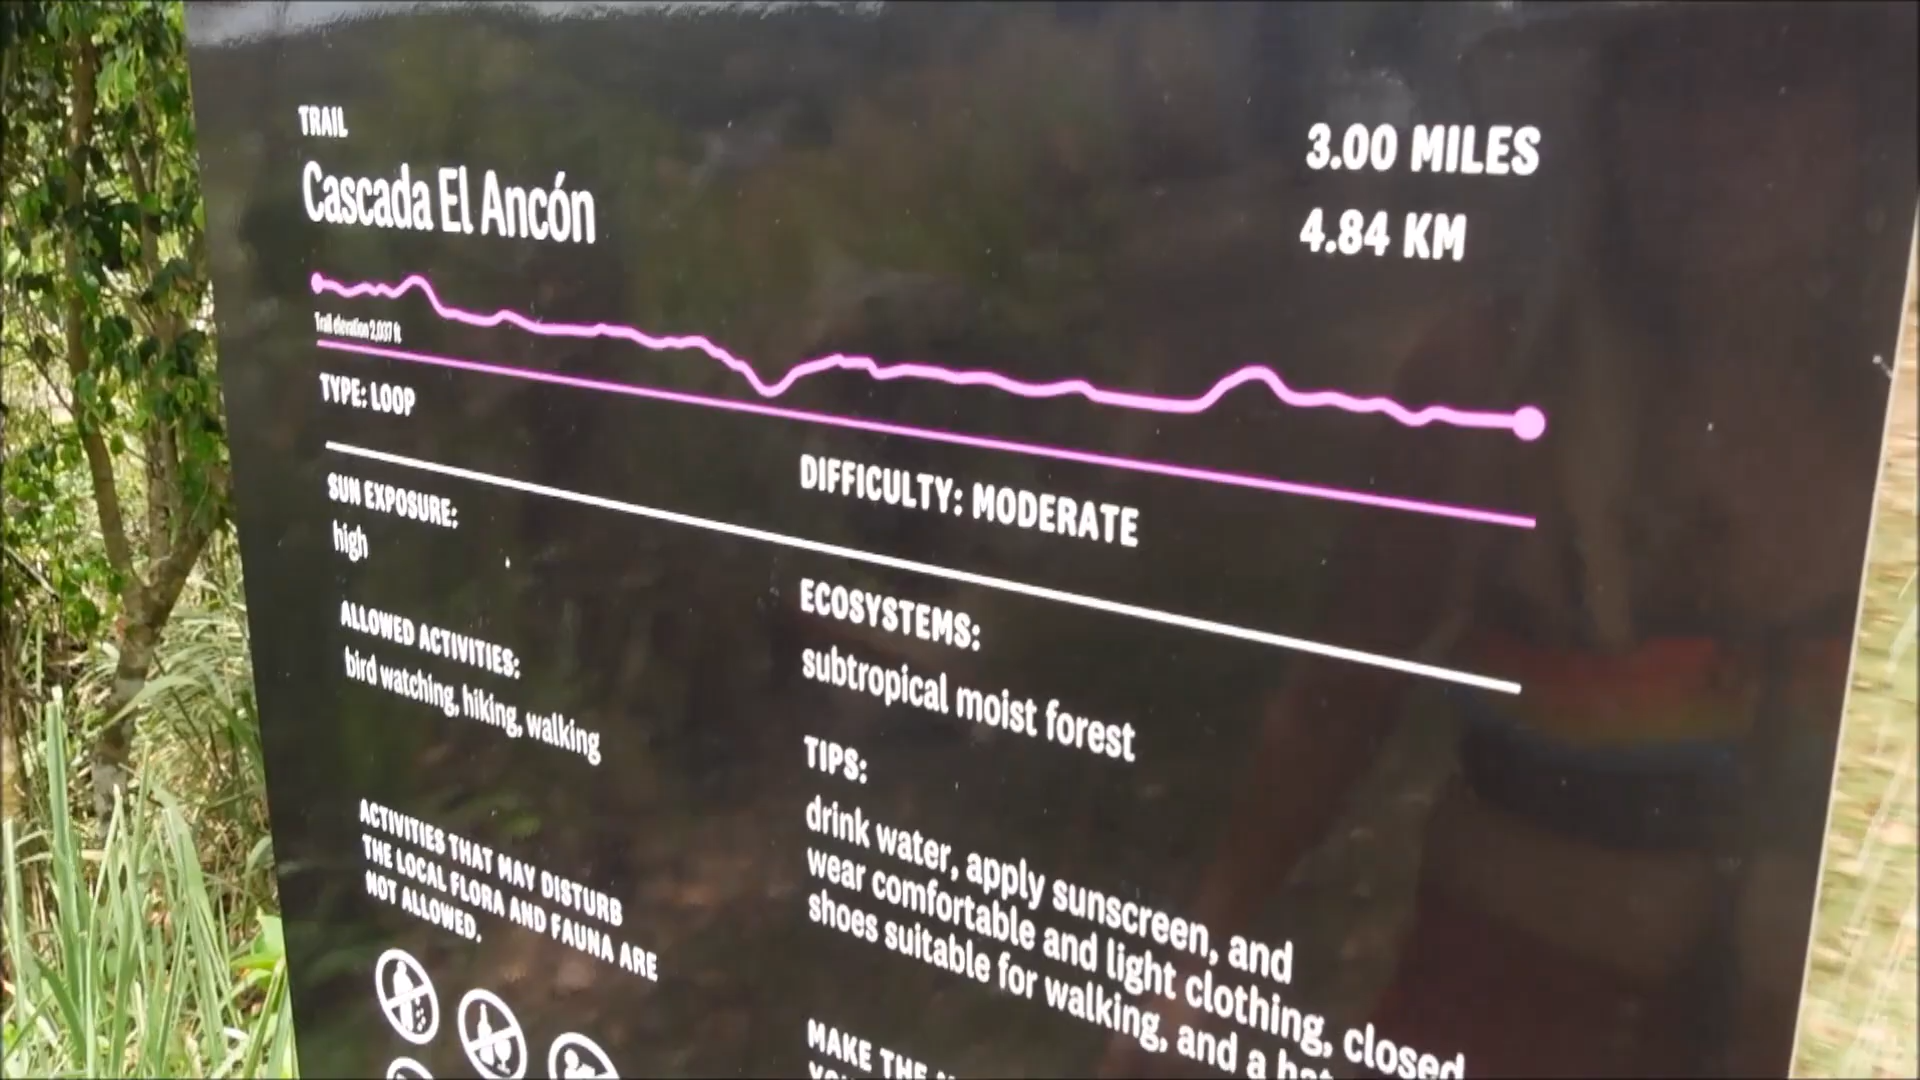 TRAIL
Cascada El Ancón
3.00 MILES
4.84 KM
Trail elevation 2,037 ft
TYPE: LOOP
DIFFICULTY: MODERATE
SUN EXPOSURE:
high
ALLOWED ACTIVITIES:
bird watching, hiking, walking
ACTIVITIES THAT MAY DISTURB
THE LOCAL FLORA AND FAUNA ARE
NOT ALLOWED.
ECOSYSTEMS:
subtropical moist forest
TIPS:
drink water, apply sunscreen, and
wear comfortable and light clothing, closed
shoes suitable for walking, and a hat
MAKE THE